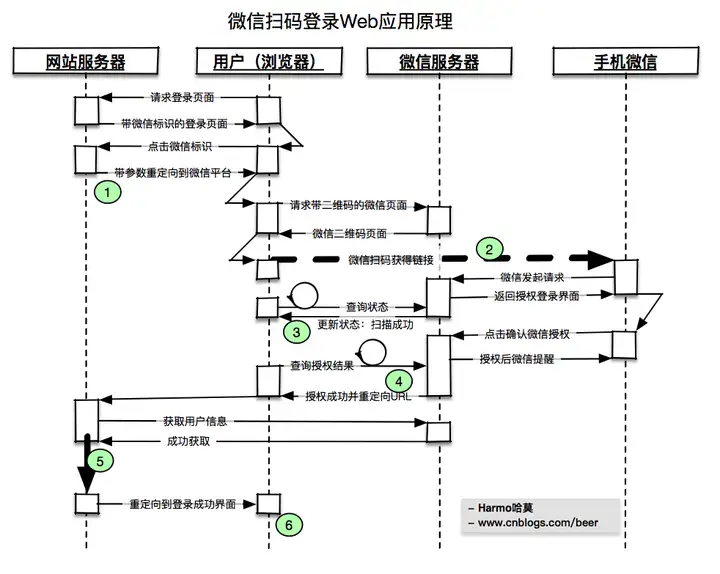 微信扫码登录Web应用原理
网站服务器
用户（浏览器）
微信服务器
手机微信
请求登录页面
带微信标识的登录页面
点击微信标识
带参数重定向到微信平台
1
请求带二维码的微信页面
微信二维码页面
2
微信扫码获得链接
微信发起请求
查询状态
返回授权登录界面
3
更新状态：扫描成功
点击确认微信授权
查询授权结果
授权后微信提醒
4
授权成功并重定向URL
获取用户信息
成功获取
5
重定向到登录成功界面
6
– Harmo哈莫
– www.cnblogs.com/beer